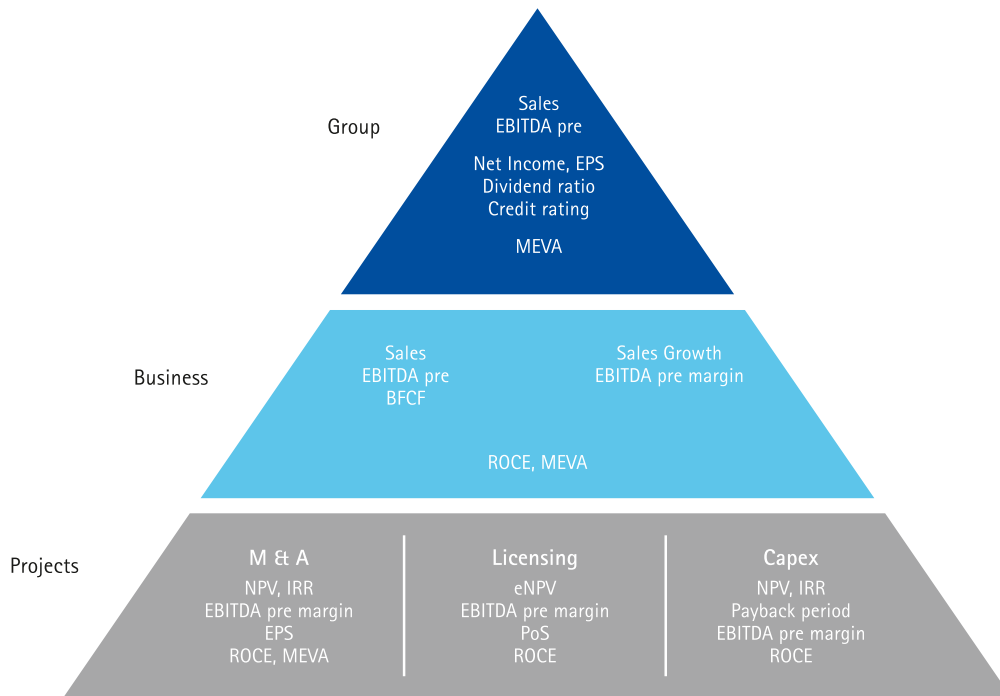 Group
Sales
EBITDA pre
Net Income, EPS
Dividend ratio
Credit rating
MEVA
Business
Sales
EBITDA pre
BFCF
Sales Growth
EBITDA pre margin
ROCE, MEVA
Projects
M & A
NPV, IRR
EBITDA pre margin
EPS
ROCE, MEVA
Licensing
eNPV
EBITDA pre margin
PoS
ROCE
Capex
NPV, IRR
Payback period
EBITDA pre margin
ROCE